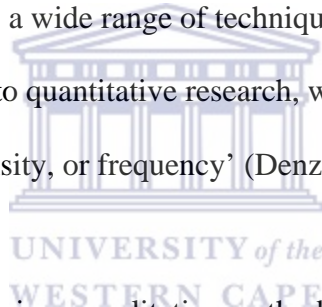 a wide range of techniqu
to quantitative research, w
sity, or frequency’ (Denz
UNIVERSITY of the
WESTERN CAPE